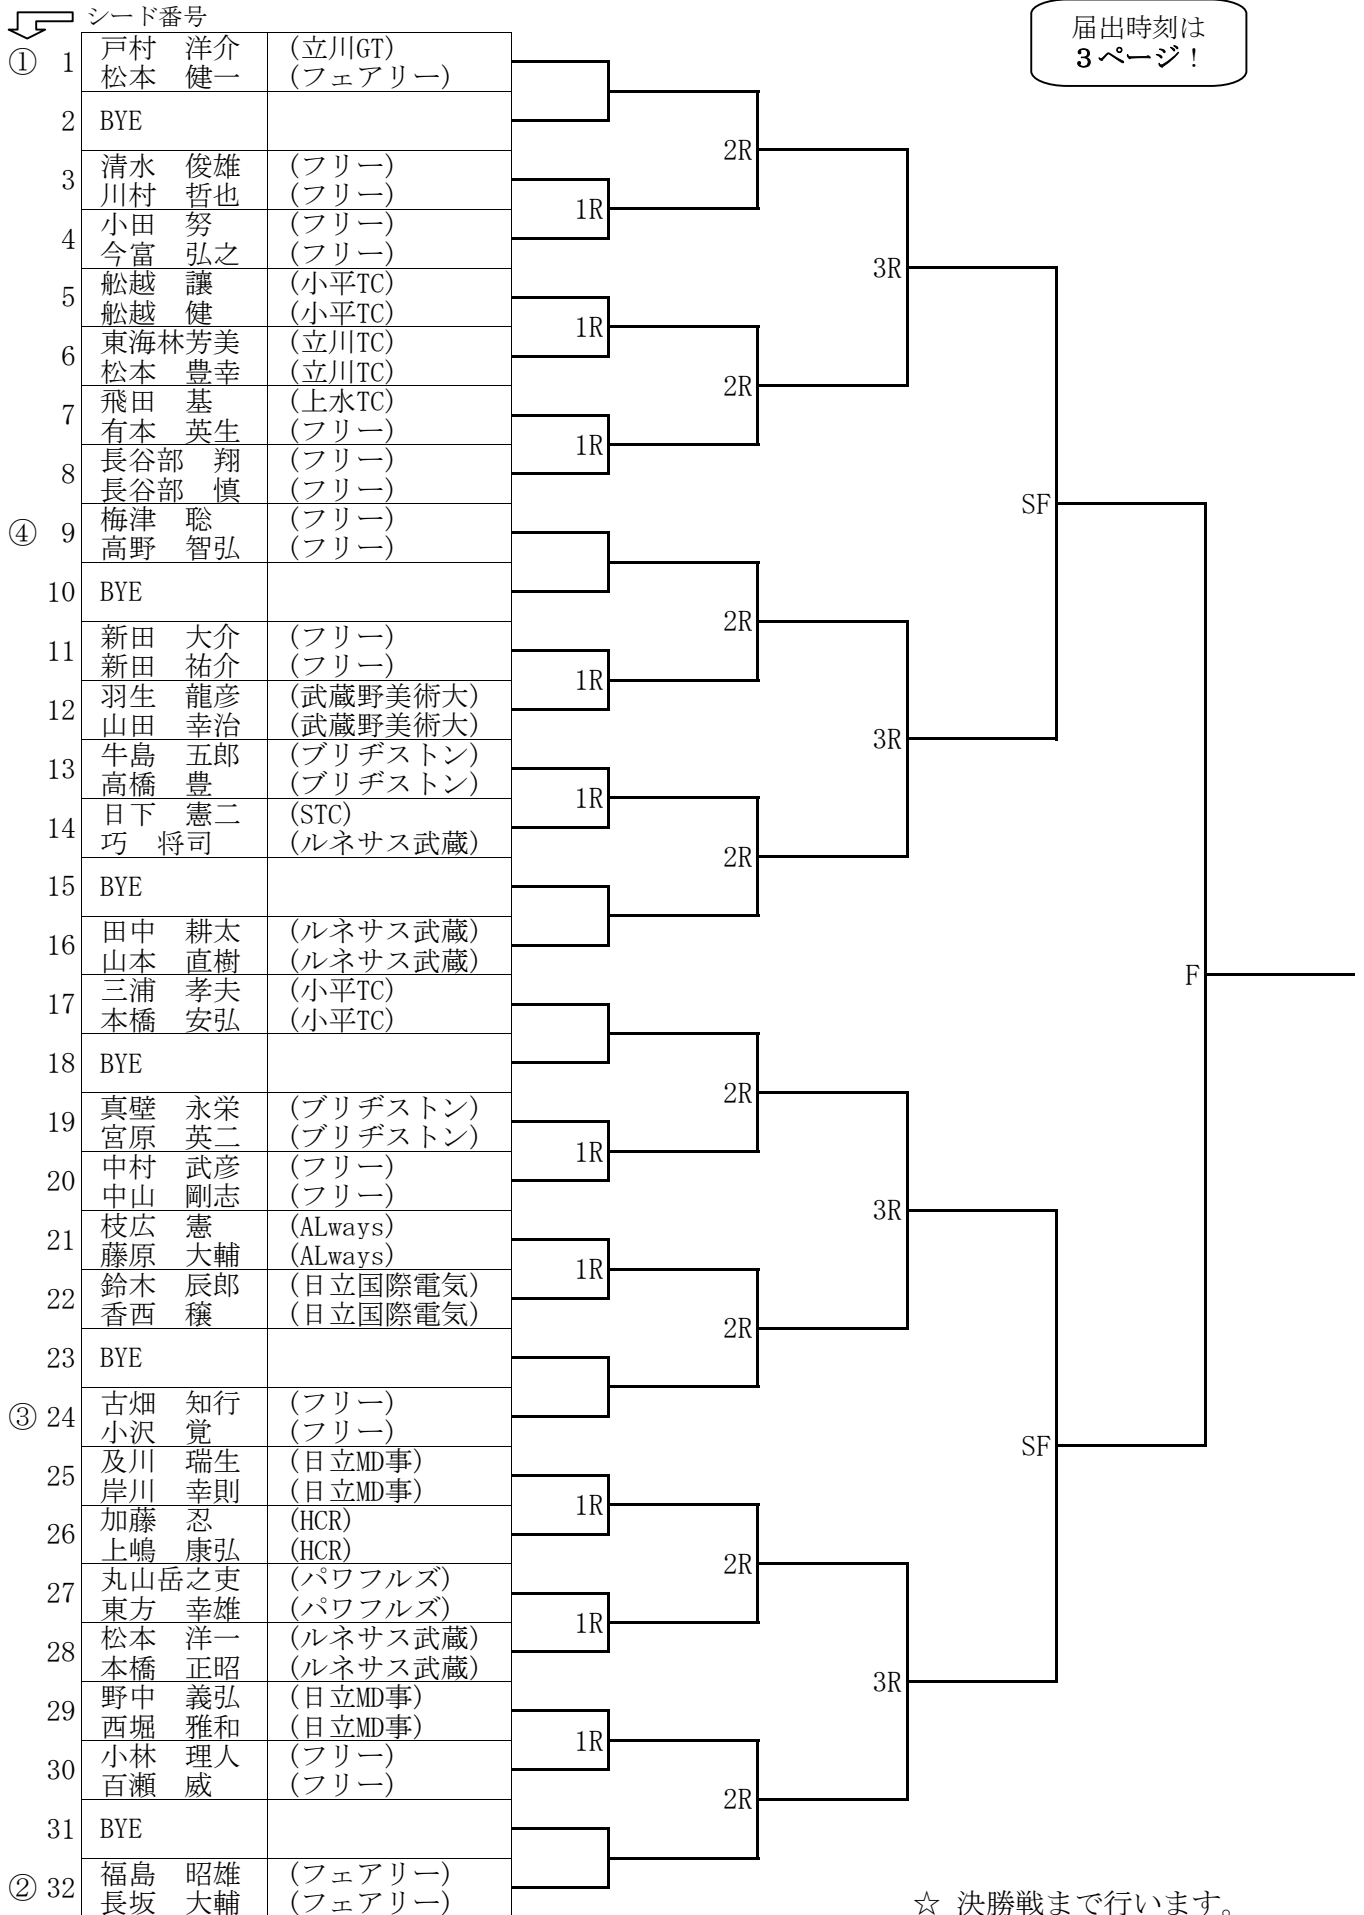 シード番号
届出時刻は
3ページ！
① 1 戸村　洋介 (立川GT)
松本　健一 (フェアリー)
2 BYE
2R
3 清水　俊雄 (フリー)
川村　哲也 (フリー)
1R
4 小田　努 (フリー)
今富　弘之 (フリー)
3R
5 舩越　讓 (小平TC)
舩越　健 (小平TC)
1R
6 東海林芳美 (立川TC)
松本　豊幸 (立川TC)
2R
7 飛田　基 (上水TC)
有本　英生 (フリー)
1R
8 長谷部　翔 (フリー)
長谷部　慎 (フリー)
SF
④ 9 梅津　聡 (フリー)
高野　智弘 (フリー)
10 BYE
2R
11 新田　大介 (フリー)
新田　祐介 (フリー)
1R
12 羽生　龍彦 (武蔵野美術大)
山田　幸治 (武蔵野美術大)
3R
13 牛島　五郎 (ブリヂストン)
高橋　豊 (ブリヂストン)
1R
14 日下　憲二 (STC)
巧　将司 (ルネサス武蔵)
2R
15 BYE
16 田中　耕太 (ルネサス武蔵)
山本　直樹 (ルネサス武蔵)
F
17 三浦　孝夫 (小平TC)
本橋　安弘 (小平TC)
18 BYE
2R
19 真壁　永栄 (ブリヂストン)
宮原　英二 (ブリヂストン)
1R
20 中村　武彦 (フリー)
中山　剛志 (フリー)
3R
21 枝広　憲 (ALways)
藤原　大輔 (ALways)
1R
22 鈴木　辰郎 (日立国際電気)
香西　穣 (日立国際電気)
2R
23 BYE
③ 24 古畑　知行 (フリー)
小沢　覚 (フリー)
SF
25 及川　瑞生 (日立MD事)
岸川　幸則 (日立MD事)
1R
26 加藤　忍 (HCR)
上嶋　康弘 (HCR)
2R
27 丸山岳之吏 (パワフルズ)
東方　幸雄 (パワフルズ)
1R
28 松本　洋一 (ルネサス武蔵)
本橋　正昭 (ルネサス武蔵)
3R
29 野中　義弘 (日立MD事)
西堀　雅和 (日立MD事)
1R
30 小林　理人 (フリー)
百瀬　威 (フリー)
2R
31 BYE
② 32 福島　昭雄 (フェアリー)
長坂　大輔 (フェアリー)
☆ 決勝戦まで行います。